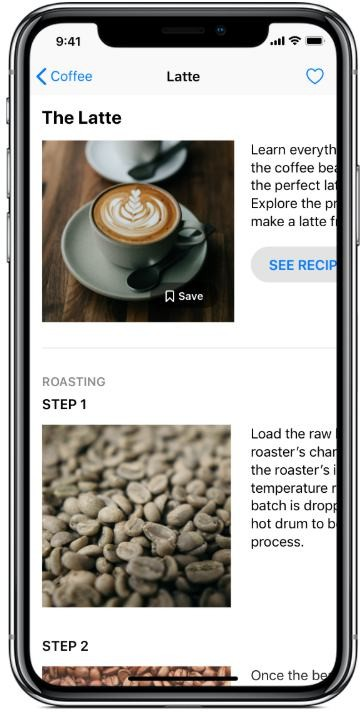 9:41
Coffee
Latte
The Latte
Learn everyth
the coffee bea
the perfect lat
Explore the pr
make a latte fr
SEE RECIP
Save
ROASTING
STEP 1
Load the raw
roaster's char
the roaster's i
temperature r
batch is dropp
hot drum to b
process.
STEP 2
Once the be